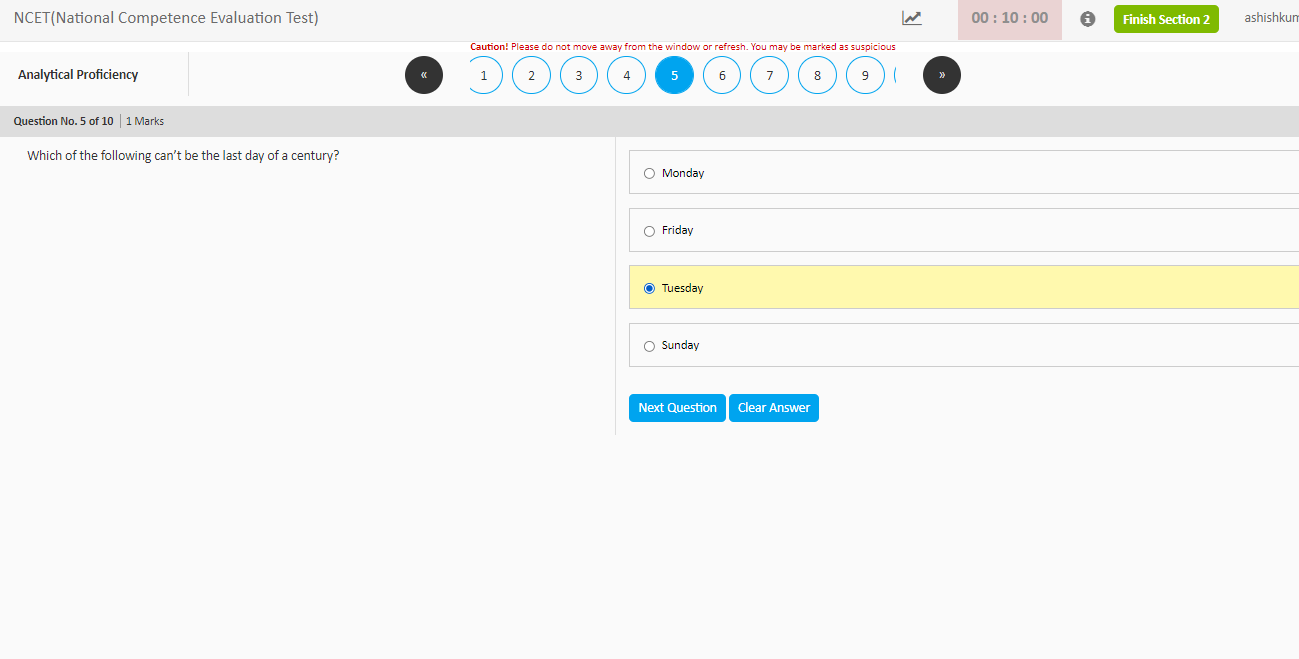 NCET(National Competence Evaluation Test)
00 : 10 : 00
Finish Section 2
ashishkum
Caution! Please do not move away from the window or refresh. You may be marked as suspicious
Analytical Proficiency
« 1 2 3 4 5 6 7 8 9 »
Question No. 5 of 10 | 1 Marks
Which of the following can’t be the last day of a century?
Monday
Friday
Tuesday
Sunday
Next Question Clear Answer